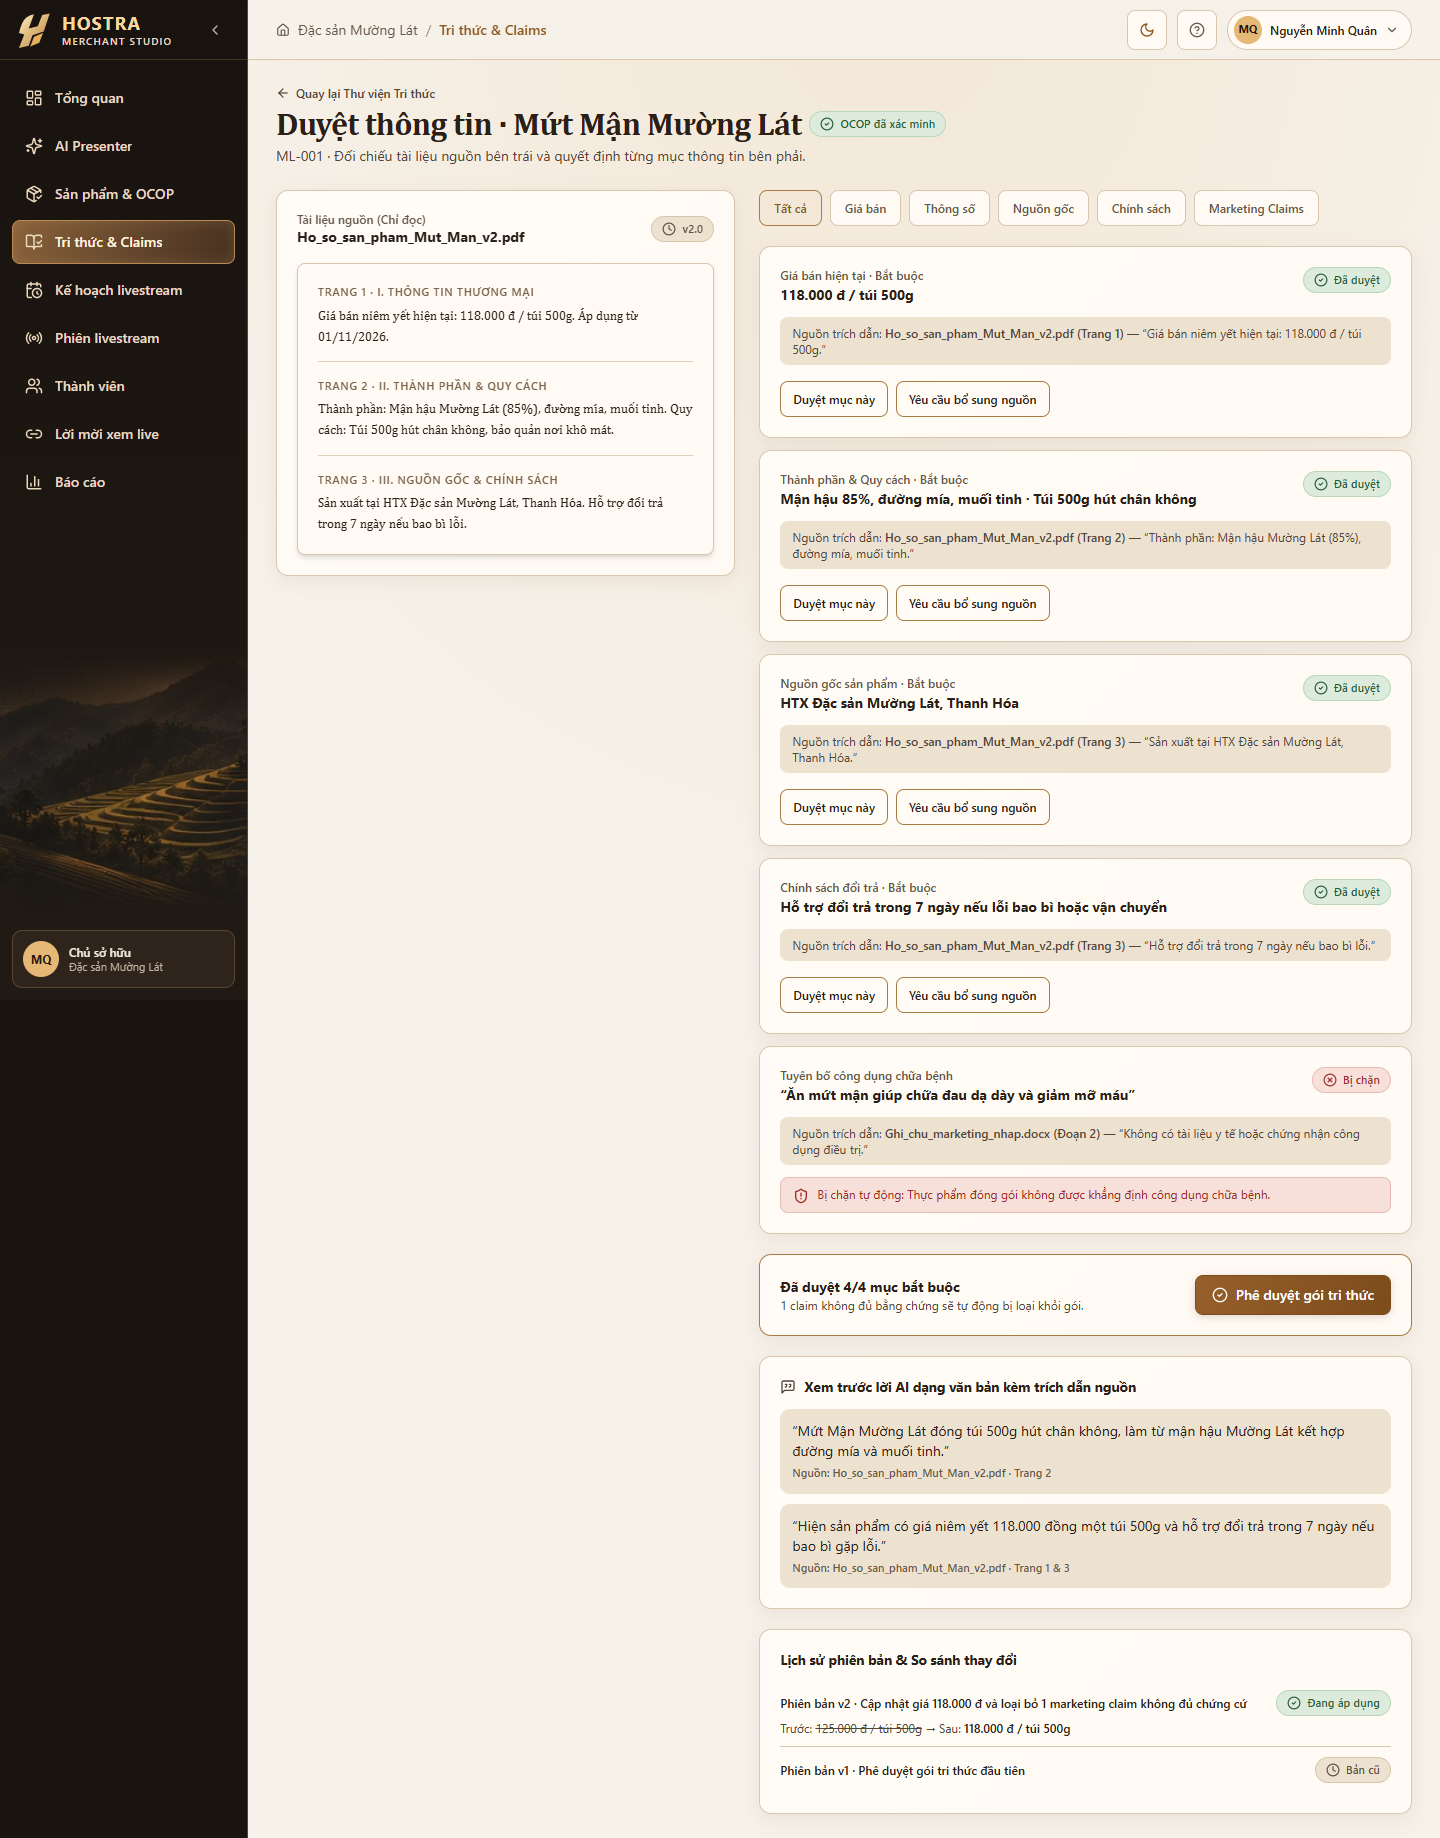 HOSTRA
MERCHANT STUDIO
Tổng quan
AI Presenter
Sản phẩm & OCOP
Tri thức & Claims
Kế hoạch livestream
Phiên livestream
Thành viên
Lời mời xem live
Báo cáo
MQ
Chủ sở hữu
Đặc sản Mường Lát
Đặc sản Mường Lát / Tri thức & Claims
MQ Nguyễn Minh Quân
Quay lại Thư viện Tri thức
Duyệt thông tin · Mứt Mận Mường Lát
OCOP đã xác minh
ML-001 · Đối chiếu tài liệu nguồn bên trái và quyết định từng mục thông tin bên phải.
Tài liệu nguồn (Chỉ đọc)
Ho_so_san_pham_Mut_Man_v2.pdf
v2.0
TRANG 1 · I. THÔNG TIN THƯƠNG MẠI
Giá bán niêm yết hiện tại: 118.000 đ / túi 500g. Áp dụng từ
01/11/2026.
TRANG 2 · II. THÀNH PHẦN & QUY CÁCH
Thành phần: Mận hậu Mường Lát (85%), đường mía, muối tinh. Quy
cách: Túi 500g hút chân không, bảo quản nơi khô mát.
TRANG 3 · III. NGUỒN GỐC & CHÍNH SÁCH
Sản xuất tại HTX Đặc sản Mường Lát, Thanh Hóa. Hỗ trợ đổi trả
trong 7 ngày nếu bao bì lỗi.
Tất cả
Giá bán
Thông số
Nguồn gốc
Chính sách
Marketing Claims
Giá bán hiện tại · Bắt buộc
118.000 đ / túi 500g
Đã duyệt
Nguồn trích dẫn: Ho_so_san_pham_Mut_Man_v2.pdf (Trang 1) — “Giá bán niêm yết hiện tại: 118.000 đ / túi
500g.”
Duyệt mục này
Yêu cầu bổ sung nguồn
Thành phần & Quy cách · Bắt buộc
Mận hậu 85%, đường mía, muối tinh · Túi 500g hút chân không
Đã duyệt
Nguồn trích dẫn: Ho_so_san_pham_Mut_Man_v2.pdf (Trang 2) — “Thành phần: Mận hậu Mường Lát (85%),
đường mía, muối tinh.”
Duyệt mục này
Yêu cầu bổ sung nguồn
Nguồn gốc sản phẩm · Bắt buộc
HTX Đặc sản Mường Lát, Thanh Hóa
Đã duyệt
Nguồn trích dẫn: Ho_so_san_pham_Mut_Man_v2.pdf (Trang 3) — “Sản xuất tại HTX Đặc sản Mường Lát,
Thanh Hóa.”
Duyệt mục này
Yêu cầu bổ sung nguồn
Chính sách đổi trả · Bắt buộc
Hỗ trợ đổi trả trong 7 ngày nếu lỗi bao bì hoặc vận chuyển
Đã duyệt
Nguồn trích dẫn: Ho_so_san_pham_Mut_Man_v2.pdf (Trang 3) — “Hỗ trợ đổi trả trong 7 ngày nếu bao bì lỗi.”
Duyệt mục này
Yêu cầu bổ sung nguồn
Tuyên bố công dụng chữa bệnh
“Ăn mứt mận giúp chữa đau dạ dày và giảm mỡ máu”
Bị chặn
Nguồn trích dẫn: Ghi_chu_marketing_nhap.docx (Đoạn 2) — “Không có tài liệu y tế hoặc chứng nhận công
dụng điều trị.”
Bị chặn tự động: Thực phẩm đóng gói không được khẳng định công dụng chữa bệnh.
Đã duyệt 4/4 mục bắt buộc
1 claim không đủ bằng chứng sẽ tự động bị loại khỏi gói.
Phê duyệt gói tri thức
Xem trước lời AI dạng văn bản kèm trích dẫn nguồn
“Mứt Mận Mường Lát đóng túi 500g hút chân không, làm từ mận hậu Mường Lát kết hợp
đường mía và muối tinh.”
Nguồn: Ho_so_san_pham_Mut_Man_v2.pdf · Trang 2
“Hiện sản phẩm có giá niêm yết 118.000 đồng một túi 500g và hỗ trợ đổi trả trong 7 ngày nếu
bao bì gặp lỗi.”
Nguồn: Ho_so_san_pham_Mut_Man_v2.pdf · Trang 1 & 3
Lịch sử phiên bản & So sánh thay đổi
Phiên bản v2 · Cập nhật giá 118.000 đ và loại bỏ 1 marketing claim không đủ chứng cứ
Đang áp dụng
Trước: 125.000 đ / túi 500g → Sau: 118.000 đ / túi 500g
Phiên bản v1 · Phê duyệt gói tri thức đầu tiên
Bản cũ